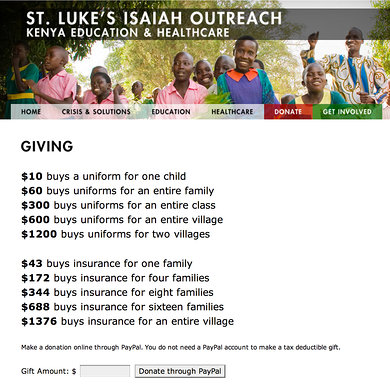 ST. LUKE'S ISAIAH OUTREACH
KENYA EDUCATION & HEALTHCARE
HOME CRISIS & SOLUTIONS EDUCATION HEALTHCARE DONATE GET INVOLVED
GIVING
$10 buys a uniform for one child
$60 buys uniforms for an entire family
$300 buys uniforms for an entire class
$600 buys uniforms for an entire village
$1200 buys uniforms for two villages
$43 buys insurance for one family
$172 buys insurance for four families
$344 buys insurance for eight families
$688 buys insurance for sixteen families
$1376 buys insurance for an entire village
Make a donation online through PayPal. You do not need a PayPal account to make a tax deductible gift.
Gift Amount: $ Donate through PayPal